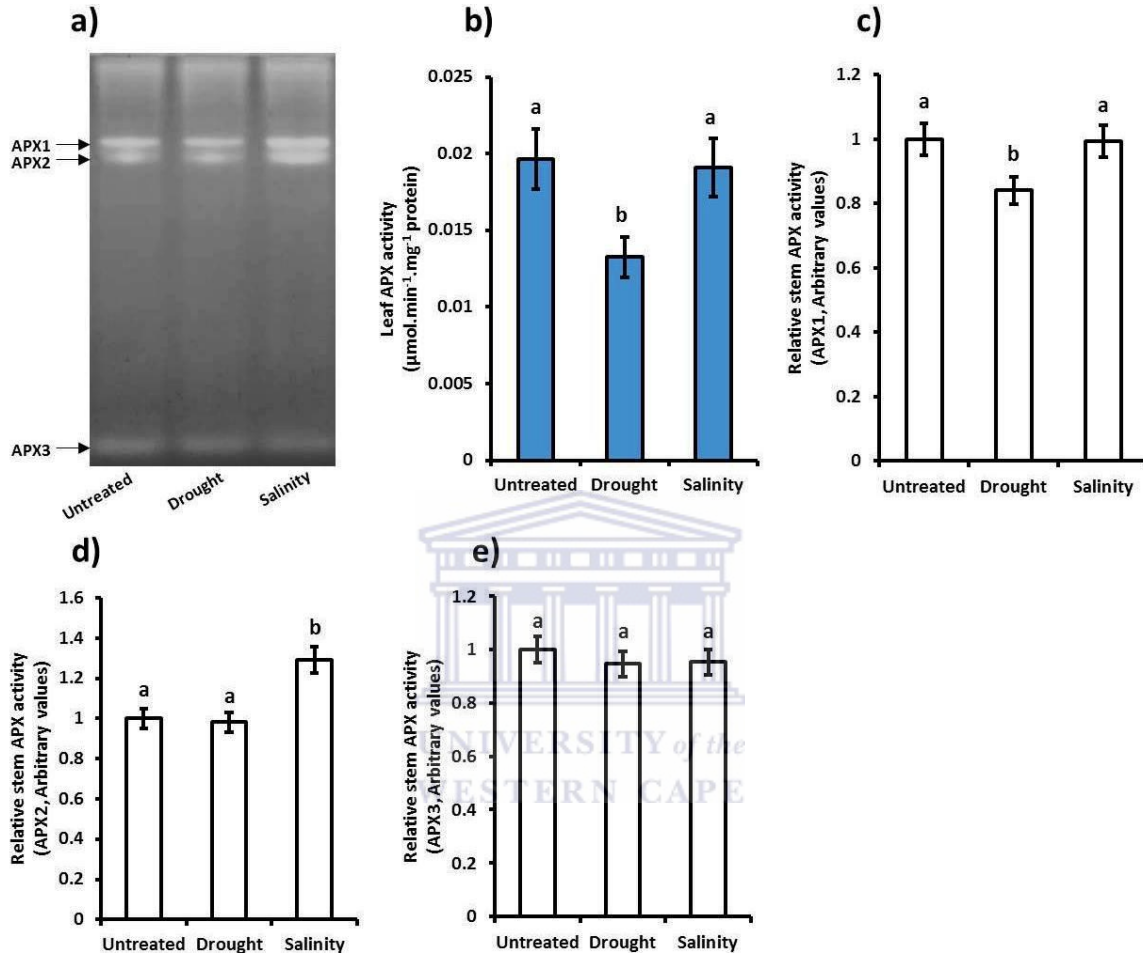 a)
APX1
APX2
APX3
Untreated
Drought
Salinity
b)
Leaf APX activity
(µmol.min⁻¹.mg⁻¹ protein)
0.025
0.02
0.015
0.01
0.005
0
a
b
a
Untreated Drought Salinity
c)
Relative stem APX activity
(APX1, Arbitrary values)
1.2
1
0.8
0.6
0.4
0.2
0
a
b
a
Untreated Drought Salinity
d)
Relative stem APX activity
(APX2, Arbitrary values)
1.6
1.4
1.2
1
0.8
0.6
0.4
0.2
0
a
a
b
Untreated Drought Salinity
e)
Relative stem APX activity
(APX3, Arbitrary values)
1.2
1
0.8
0.6
0.4
0.2
0
a
a
a
Untreated Drought Salinity
UNIVERSITY of the
WESTERN CAPE